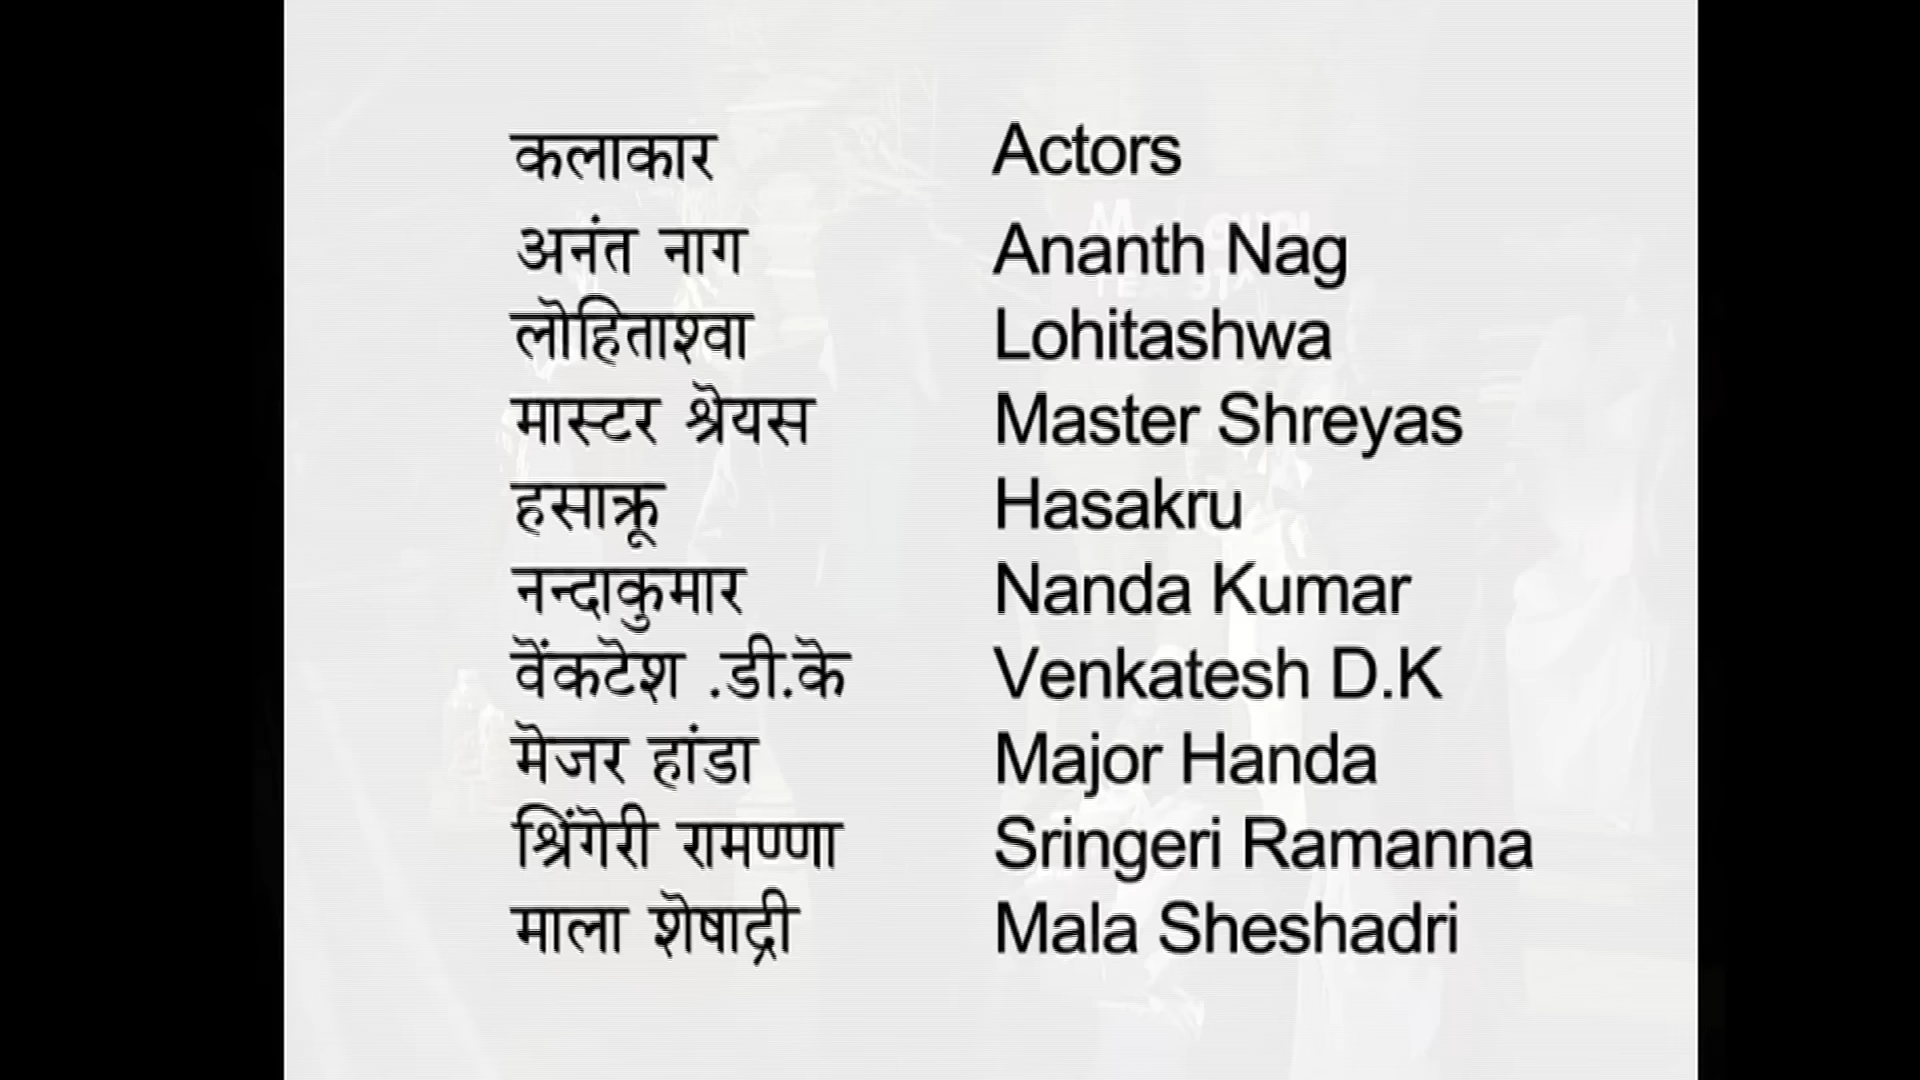 कलाकार Actors
अनंत नाग Ananth Nag
लॊहिताश्वा Lohitashwa
मास्टर श्रॆयस Master Shreyas
हसाक्रू Hasakru
नन्दाकुमार Nanda Kumar
वॆंकटॆश .डी.कॆ Venkatesh D.K
मॆजर हांडा Major Handa
श्रिंगॆरी रामण्णा Sringeri Ramanna
माला शॆषाद्री Mala Sheshadri